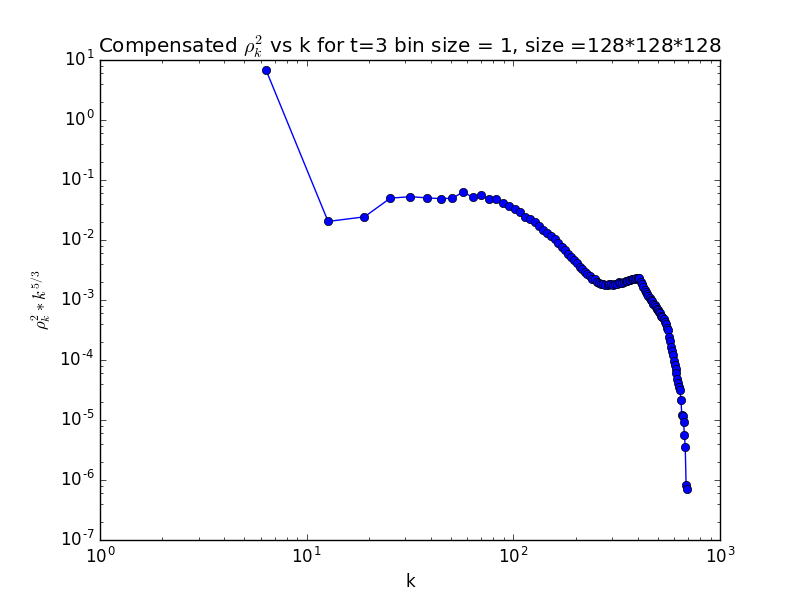 Compensated ρ_k^2 vs k for t=3 bin size = 1, size =128*128*128
10^1
10^0
10^-1
10^-2
10^-3
10^-4
10^-5
10^-6
10^-7
ρ_k^2 * k^5/3
10^0 10^1 10^2 10^3
k